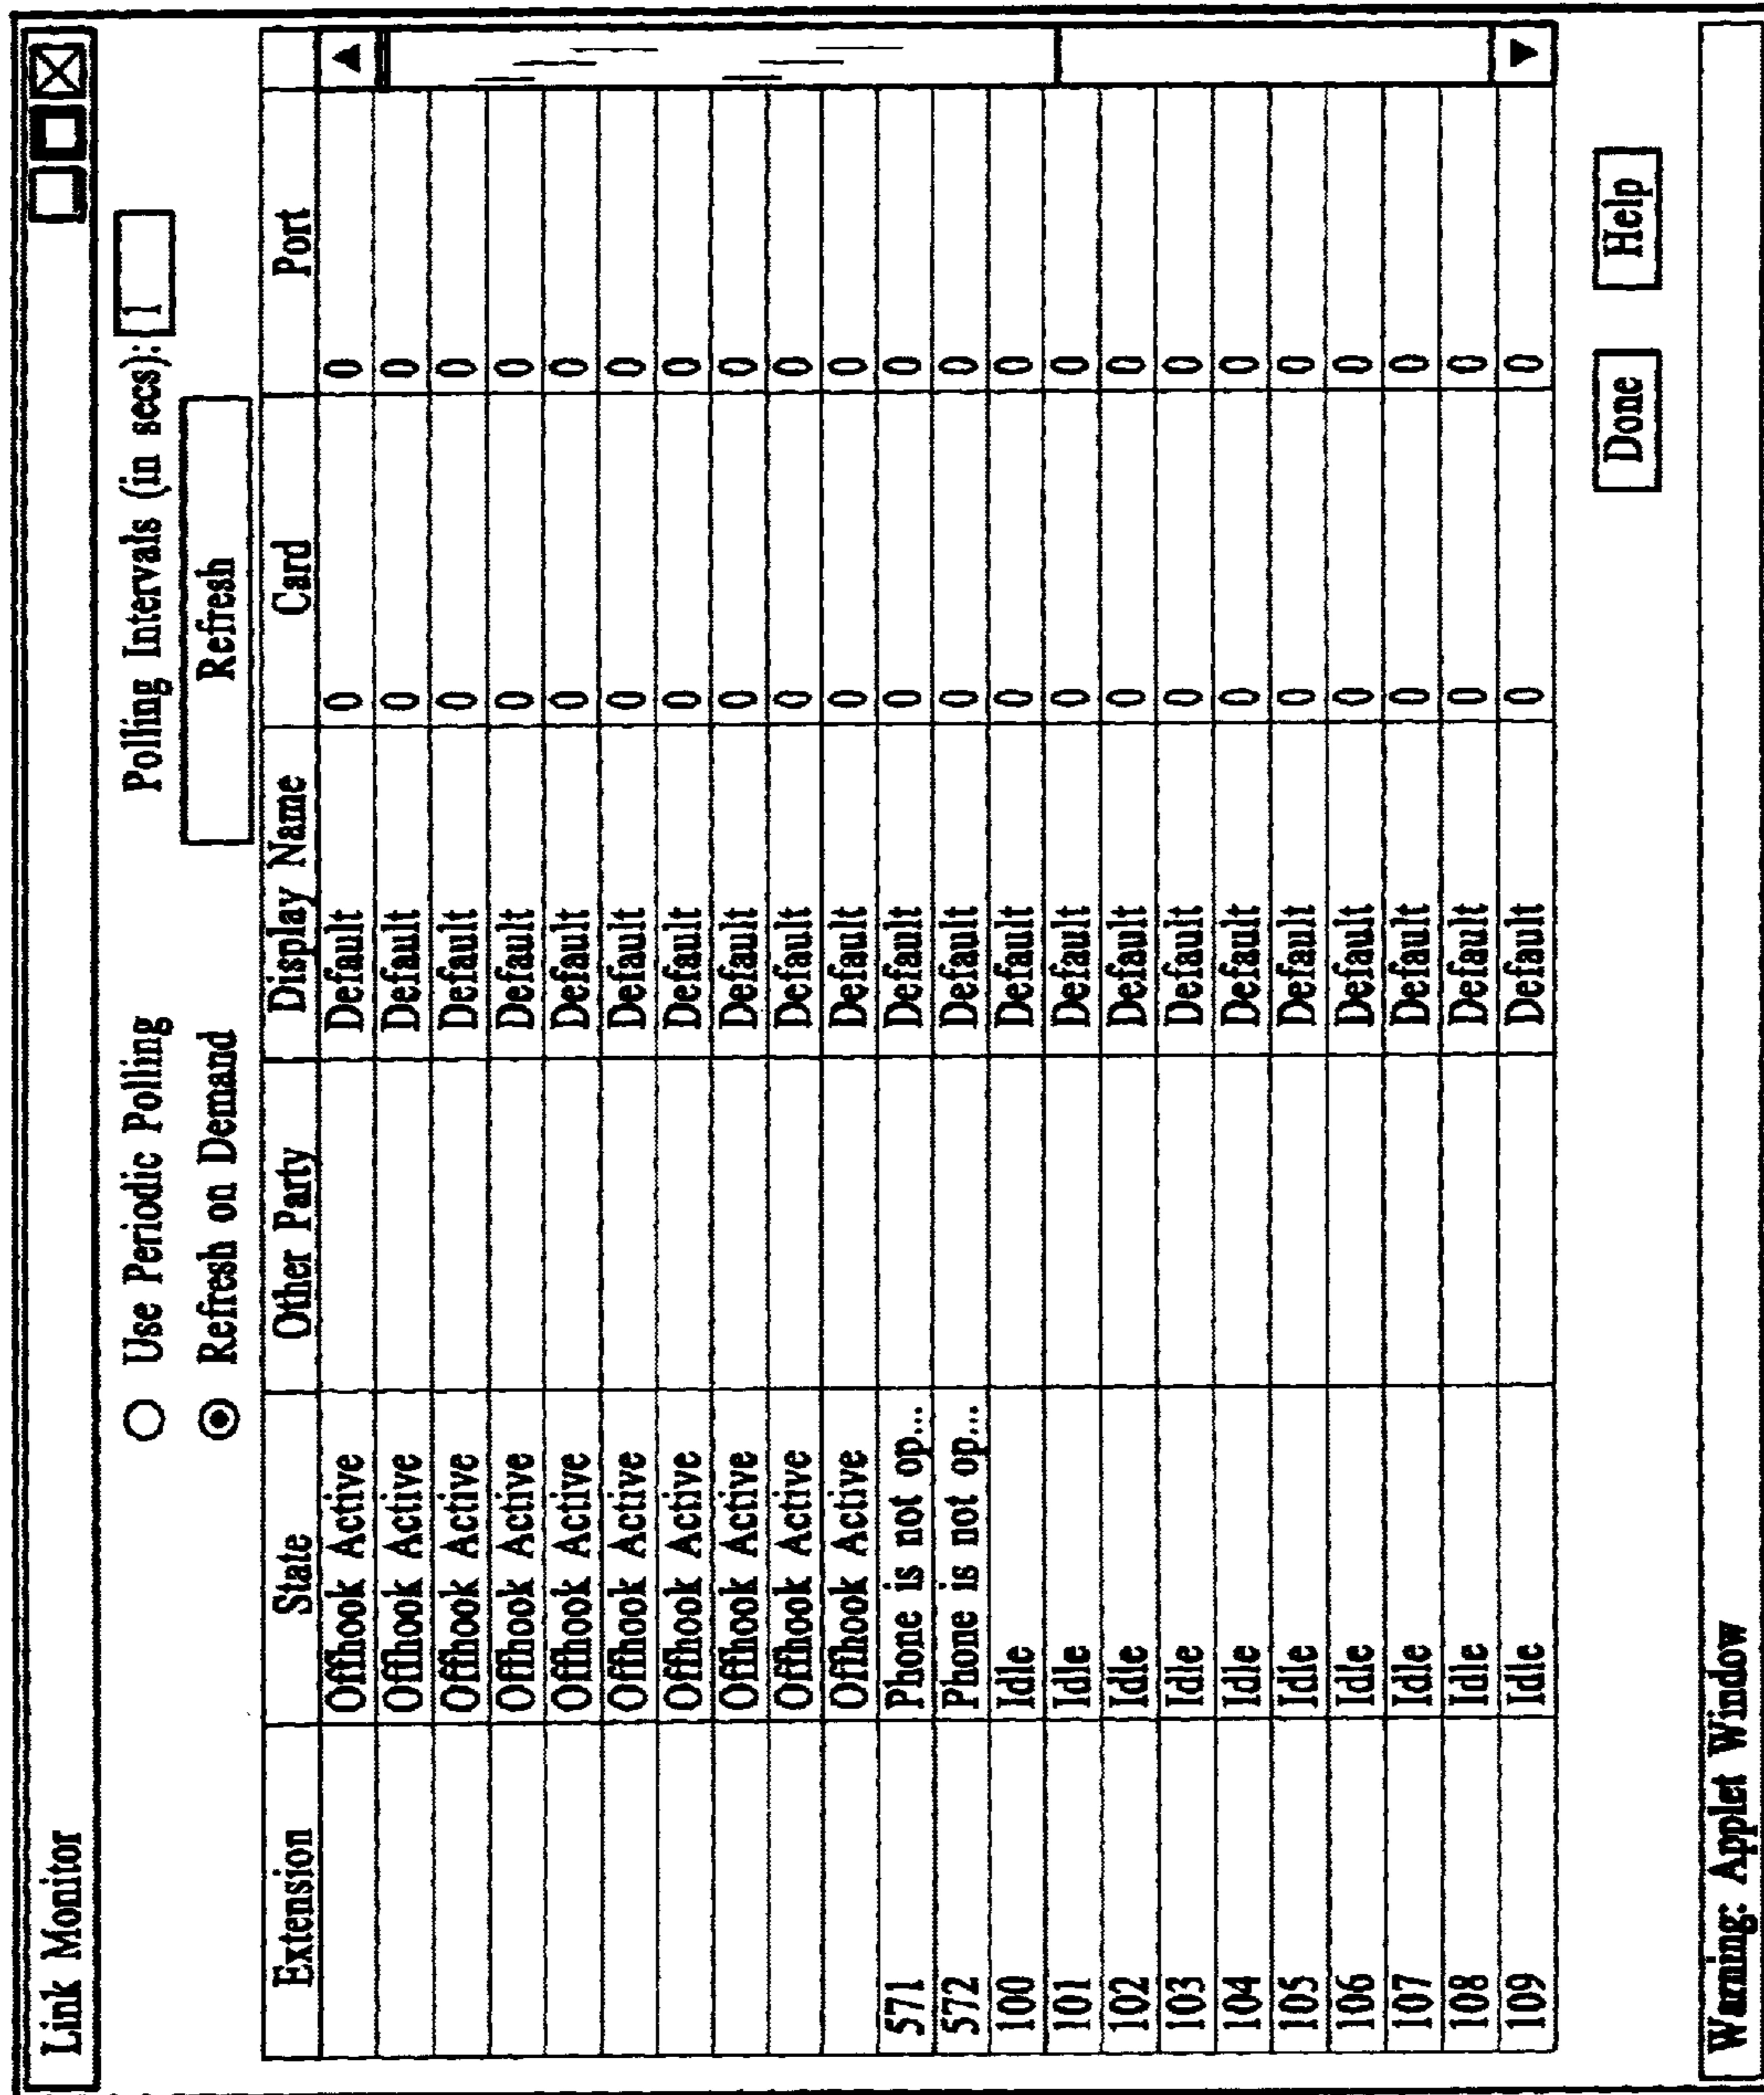 Link Monitor
Use Periodic Polling Polling Intervals (in secs): 1
Refresh on Demand Refresh
Extension State Other Party Display Name Card Port
Offhook Active Default 0 0
Offhook Active Default 0 0
Offhook Active Default 0 0
Offhook Active Default 0 0
Offhook Active Default 0 0
Offhook Active Default 0 0
Offhook Active Default 0 0
Offhook Active Default 0 0
Offhook Active Default 0 0
Offhook Active Default 0 0
571 Phone is not op... Default 0 0
572 Phone is not op... Default 0 0
100 Idle Default 0 0
101 Idle Default 0 0
102 Idle Default 0 0
103 Idle Default 0 0
104 Idle Default 0 0
105 Idle Default 0 0
106 Idle Default 0 0
107 Idle Default 0 0
108 Idle Default 0 0
109 Idle Default 0 0
Done Help
Warning: Applet Window